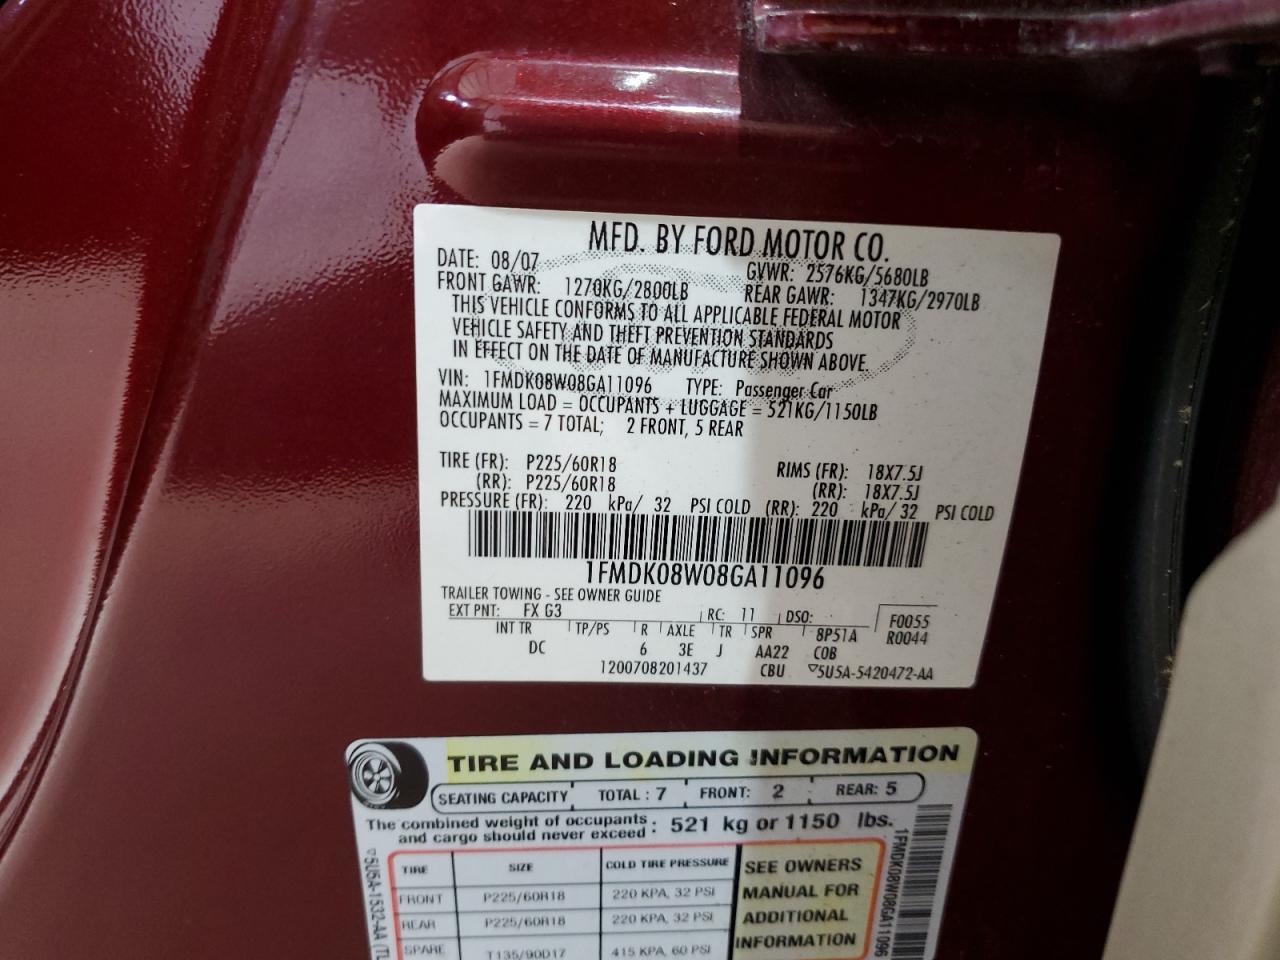 MFD. BY FORD MOTOR CO.
DATE: 08/07 GVWR: 2576KG/5680LB
FRONT GAWR: 1270KG/2800LB REAR GAWR: 1347KG/2970LB
THIS VEHICLE CONFORMS TO ALL APPLICABLE FEDERAL MOTOR
VEHICLE SAFETY AND THEFT PREVENTION STANDARDS
IN EFFECT ON THE DATE OF MANUFACTURE SHOWN ABOVE.
VIN: 1FMDK08W08GA11096 TYPE: Passenger Car
MAXIMUM LOAD = OCCUPANTS + LUGGAGE = 521KG/1150LB
OCCUPANTS = 7 TOTAL; 2 FRONT, 5 REAR
TIRE (FR): P225/60R18 RIMS (FR): 18X7.5J
(RR): P225/60R18 (RR): 18X7.5J
PRESSURE (FR): 220 kPa/ 32 PSI COLD (RR): 220 kPa/ 32 PSI COLD
1FMDK08W08GA11096
TRAILER TOWING - SEE OWNER GUIDE
EXT PNT: FX G3 RC: 11 DSO: F0055
INT TR TP/PS R AXLE TR SPR 8P51A R0044
DC 6 3E J AA22 COB
1200708201437 CBU ▽5U5A-5420472-AA
TIRE AND LOADING INFORMATION
SEATING CAPACITY TOTAL : 7 FRONT: 2 REAR: 5
The combined weight of occupants
and cargo should never exceed : 521 kg or 1150 lbs.
TIRE SIZE COLD TIRE PRESSURE
FRONT P225/60R18 220 KPA, 32 PSI
REAR P225/60R18 220 KPA, 32 PSI
SPARE T135/90D17 415 KPA, 60 PSI
SEE OWNERS
MANUAL FOR
ADDITIONAL
INFORMATION
▽5U5A-1532-AA (TL
1FMDK08W08GA11096